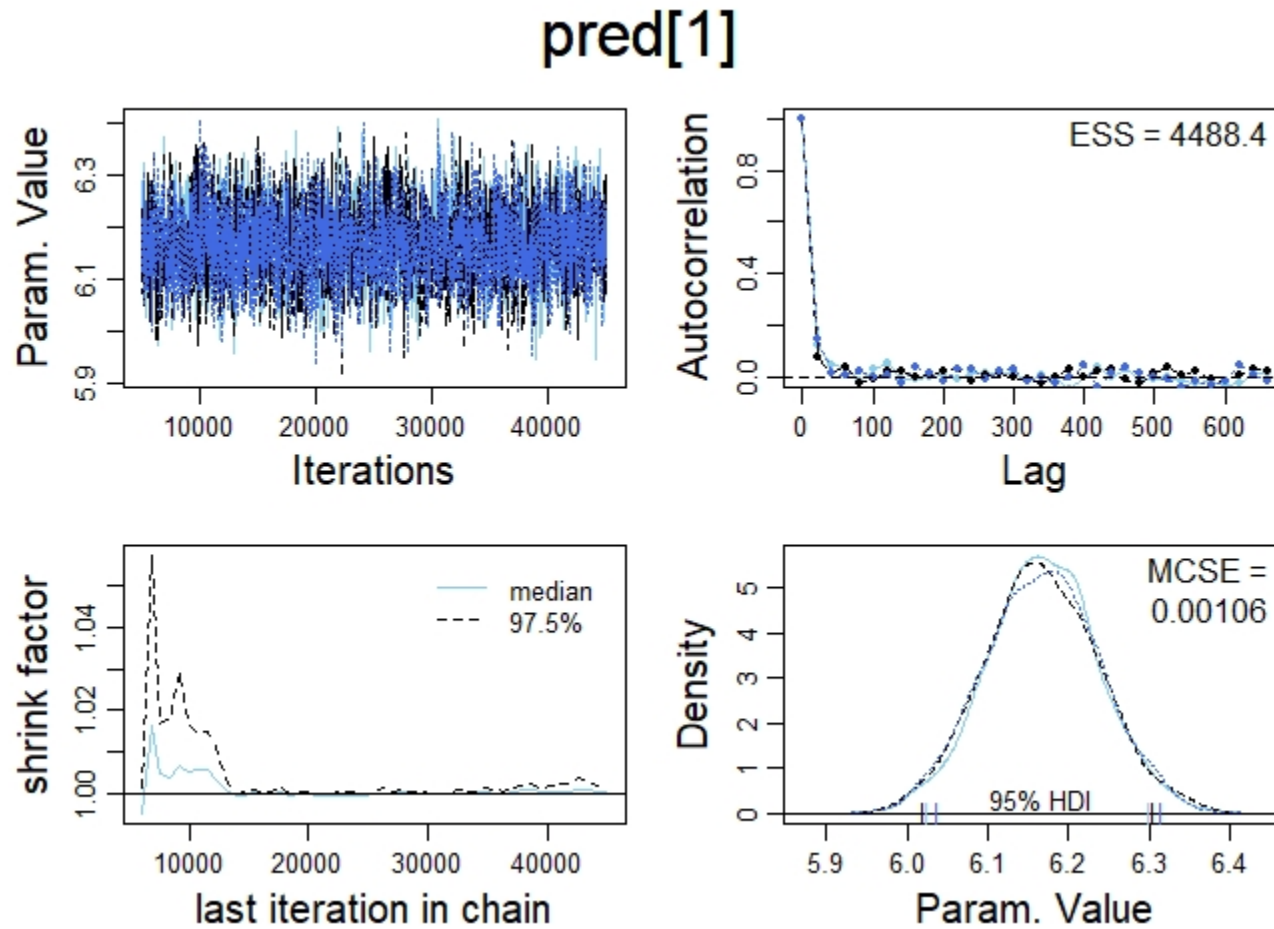 pred[1]
Param. Value
5.9
6.1
6.3
10000 20000 30000 40000
Iterations
Autocorrelation
0.0
0.4
0.8
ESS = 4488.4
0 100 200 300 400 500 600
Lag
shrink factor
1.00
1.02
1.04
median
97.5%
10000 20000 30000 40000
last iteration in chain
Density
0
1
2
3
4
5
MCSE =
0.00106
95% HDI
5.9 6.0 6.1 6.2 6.3 6.4
Param. Value